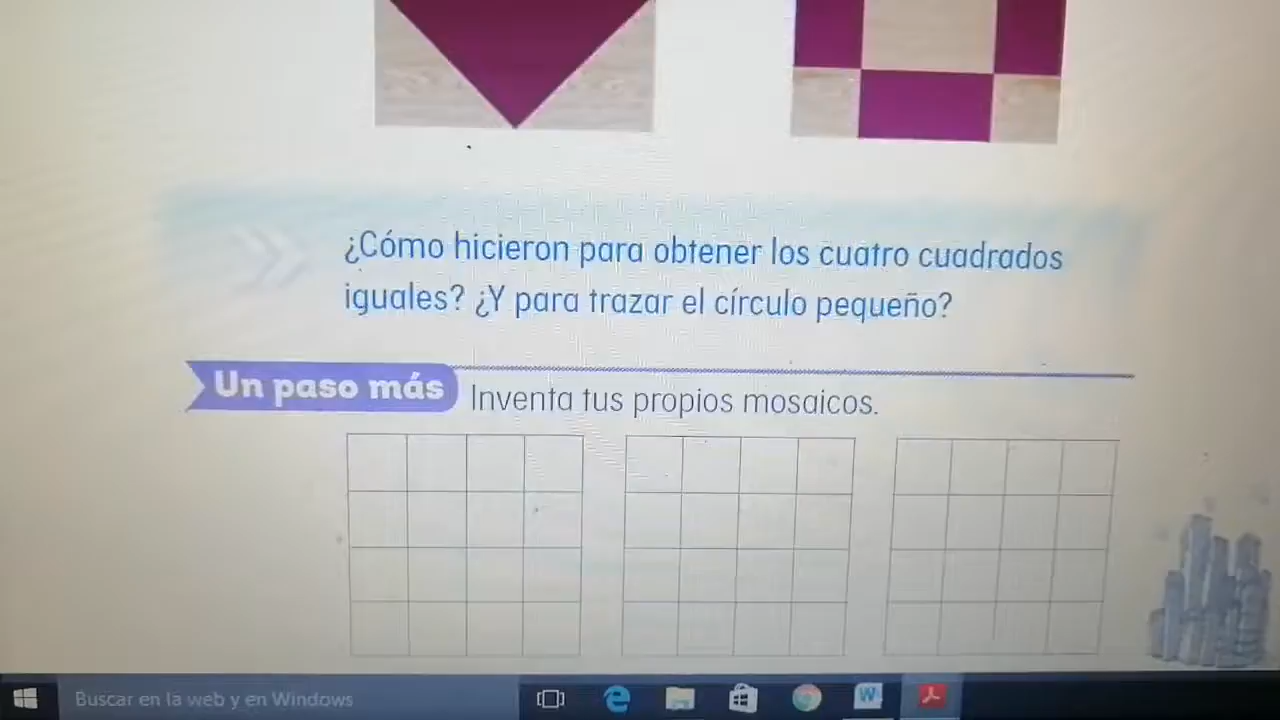 ¿Cómo hicieron para obtener los cuatro cuadrados
iguales? ¿Y para trazar el círculo pequeño?
Un paso más
Inventa tus propios mosaicos.
Buscar en la web y en Windows